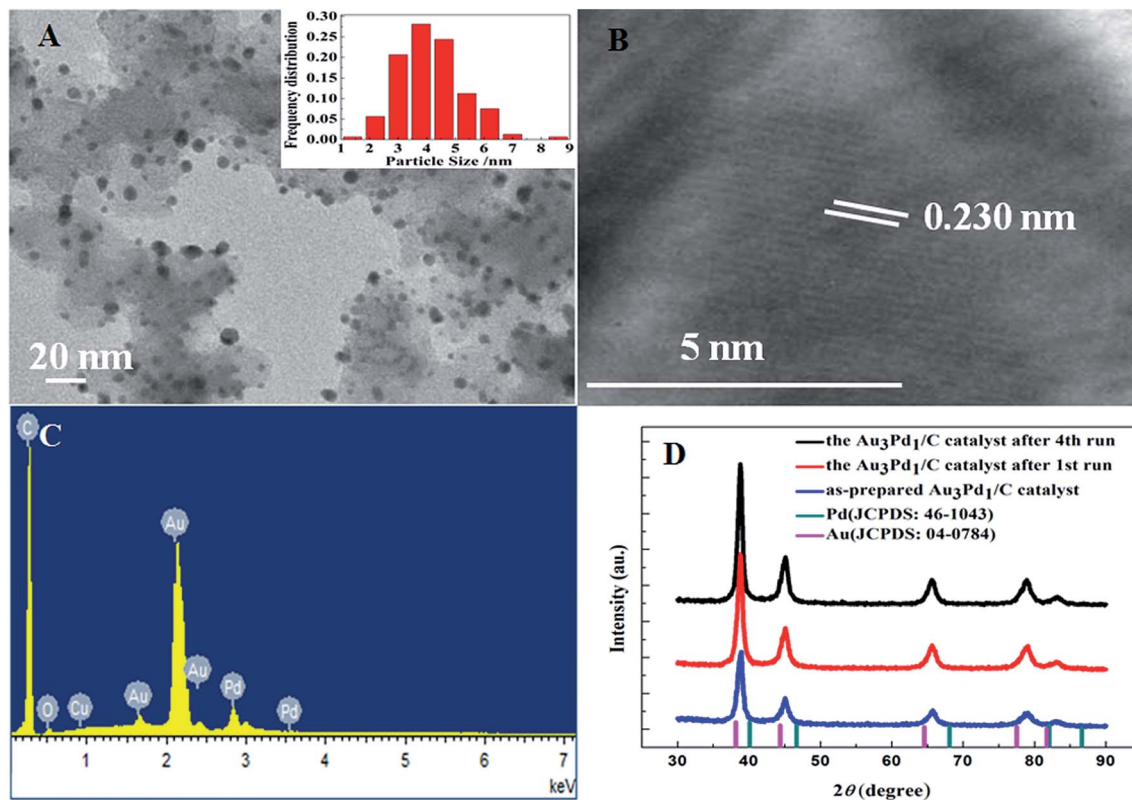 A
Frequency distribution
0.30
0.25
0.20
0.15
0.10
0.05
0.00
1 2 3 4 5 6 7 8 9
Particle Size /nm
20 nm
B
0.230 nm
5 nm
C
C
O
Cu
Au
Au
Au
Pd
Pd
1 2 3 4 5 6 7
keV
D
the Au₃Pd₁/C catalyst after 4th run
the Au₃Pd₁/C catalyst after 1st run
as-prepared Au₃Pd₁/C catalyst
Pd(JCPDS: 46-1043)
Au(JCPDS: 04-0784)
Intensity (au.)
30 40 50 60 70 80 90
2θ (degree)